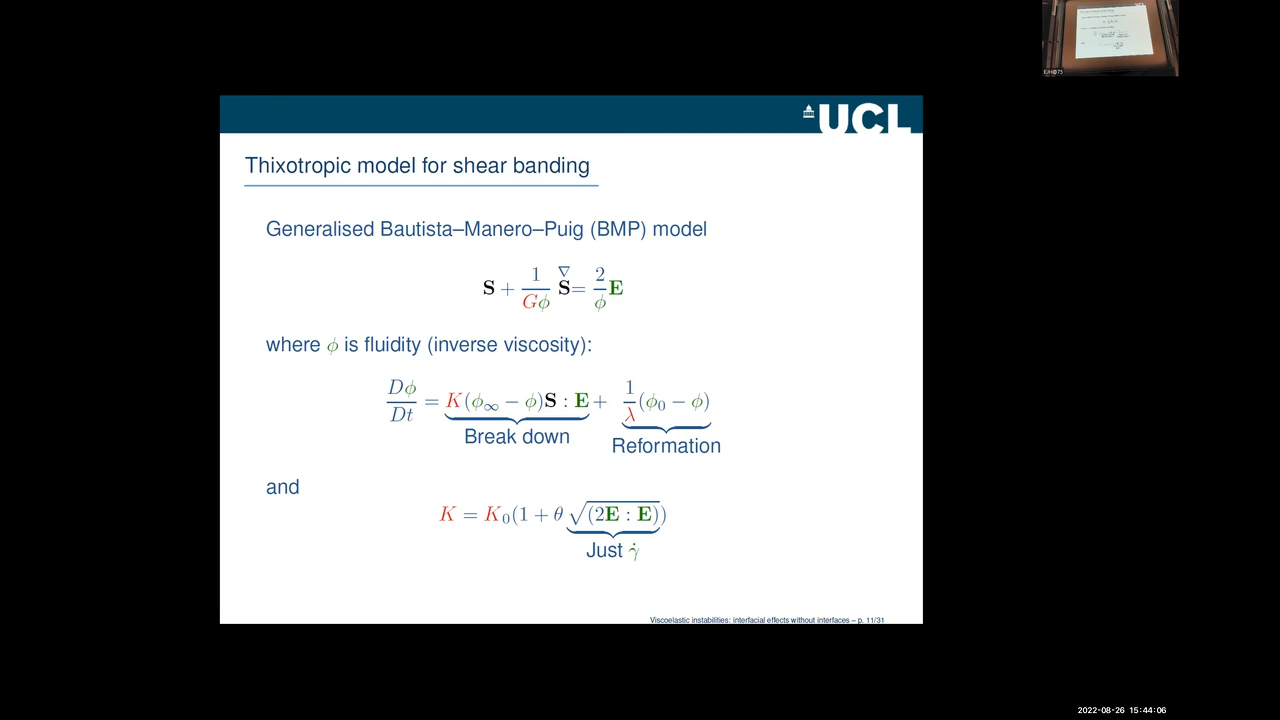 EJH@75
UCL
Thixotropic model for shear banding
Generalised Bautista–Manero–Puig (BMP) model
S + 1/(Gϕ) S^∇ = 2/ϕ E
where ϕ is fluidity (inverse viscosity):
Dϕ/Dt = K(ϕ∞ − ϕ)S : E + 1/λ (ϕ₀ − ϕ)
Break down
Reformation
and
K = K₀(1 + θ √(2E : E))
Just γ̇
Viscoelastic instabilities: interfacial effects without interfaces – p. 11/31
2022-08-26 15:44:06